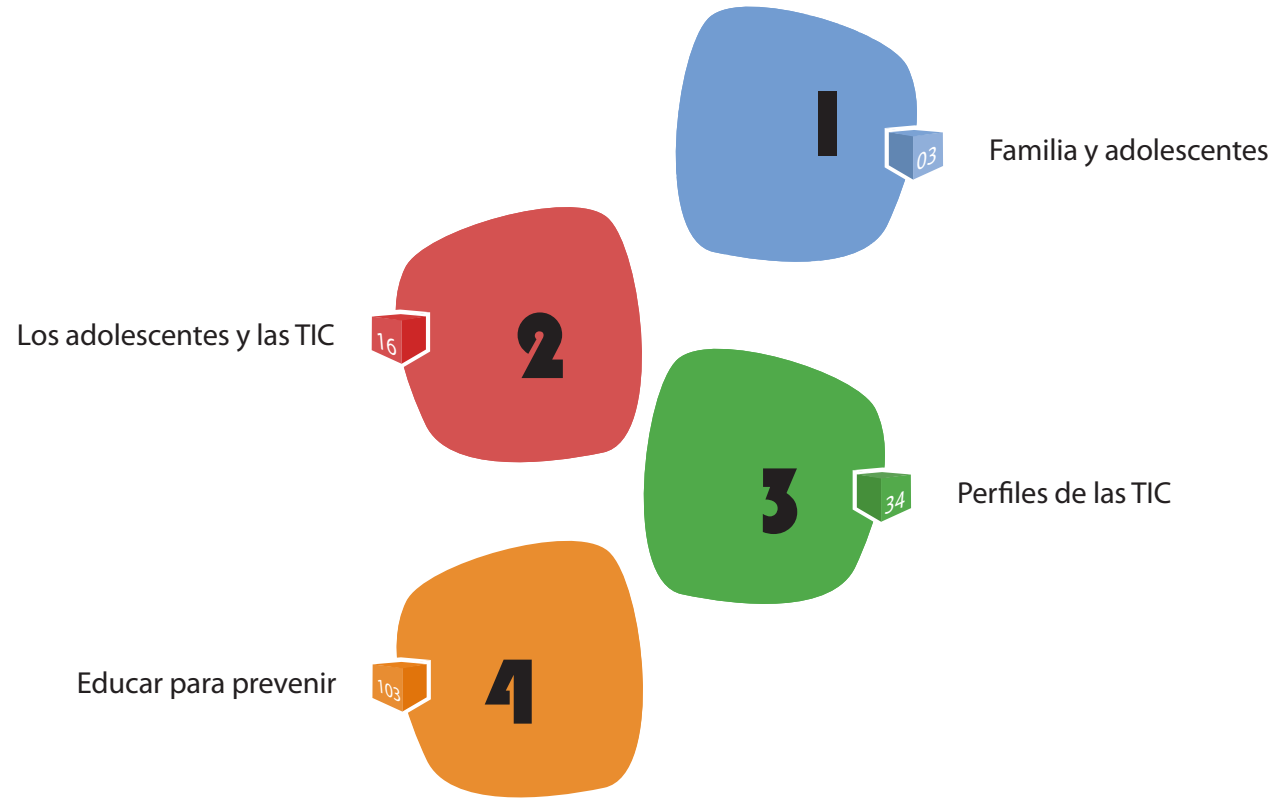 1
03
Familia y adolescentes
Los adolescentes y las TIC
16
2
3
34
Perfiles de las TIC
Educar para prevenir
103
4